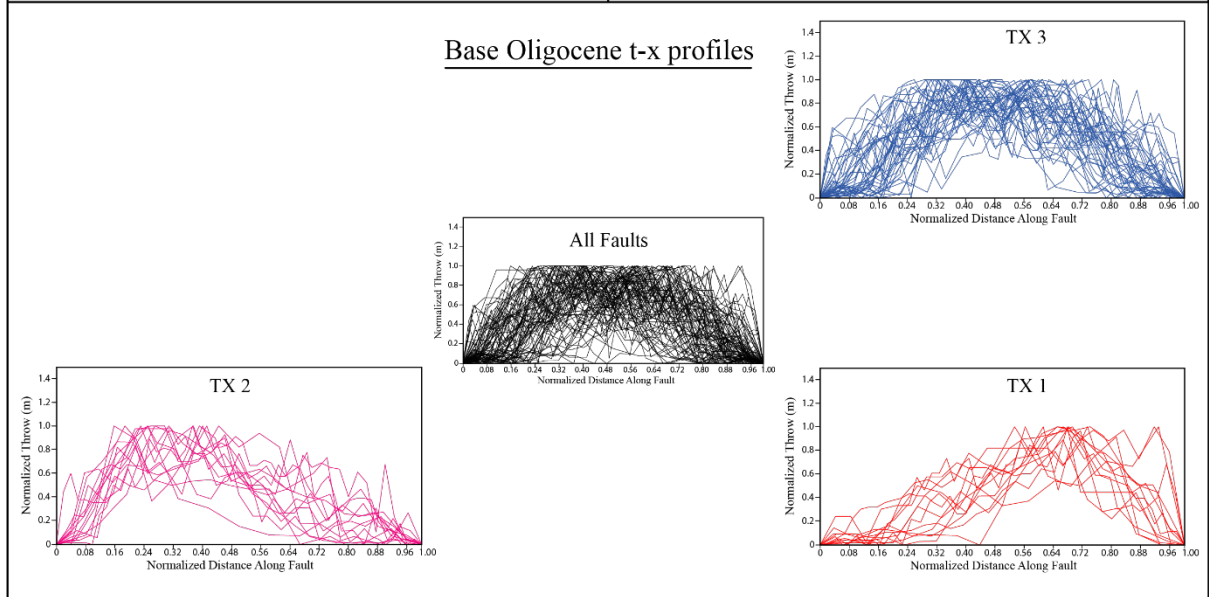 Base Oligocene t-x profiles
TX 3
Normalized Throw (m)
1.4
1.2
1.0
0.8
0.6
0.4
0.2
0
0 0.08 0.16 0.24 0.32 0.40 0.48 0.56 0.64 0.72 0.80 0.88 0.96 1.00
Normalized Distance Along Fault
All Faults
Normalized Throw (m)
1.4
1.2
1.0
0.8
0.6
0.4
0.2
0
0 0.08 0.16 0.24 0.32 0.40 0.48 0.56 0.64 0.72 0.80 0.88 0.96 1.00
Normalized Distance Along Fault
TX 2
Normalized Throw (m)
1.4
1.2
1.0
0.8
0.6
0.4
0.2
0
0 0.08 0.16 0.24 0.32 0.40 0.48 0.56 0.64 0.72 0.80 0.88 0.96 1.00
Normalized Distance Along Fault
TX 1
Normalized Throw (m)
1.4
1.2
1.0
0.8
0.6
0.4
0.2
0
0 0.08 0.16 0.24 0.32 0.40 0.48 0.56 0.64 0.72 0.80 0.88 0.96 1.00
Normalized Distance Along Fault